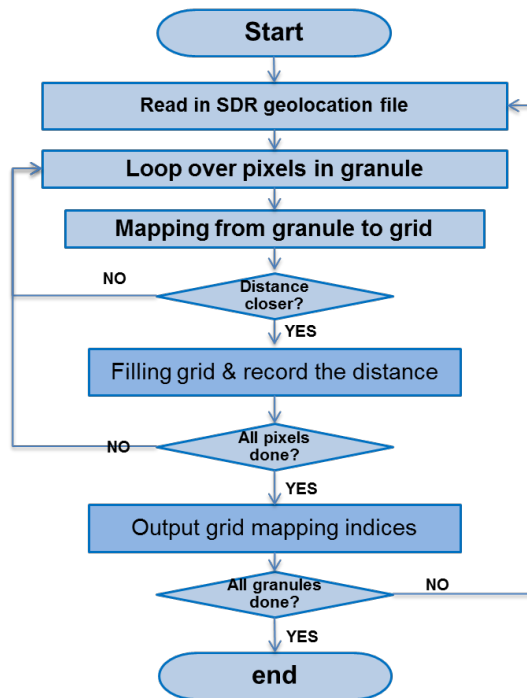 Start
Read in SDR geolocation file
Loop over pixels in granule
Mapping from granule to grid
NO
Distance
closer?
YES
Filling grid & record the distance
NO
All pixels
done?
YES
Output grid mapping indices
All granules
done?
NO
YES
end